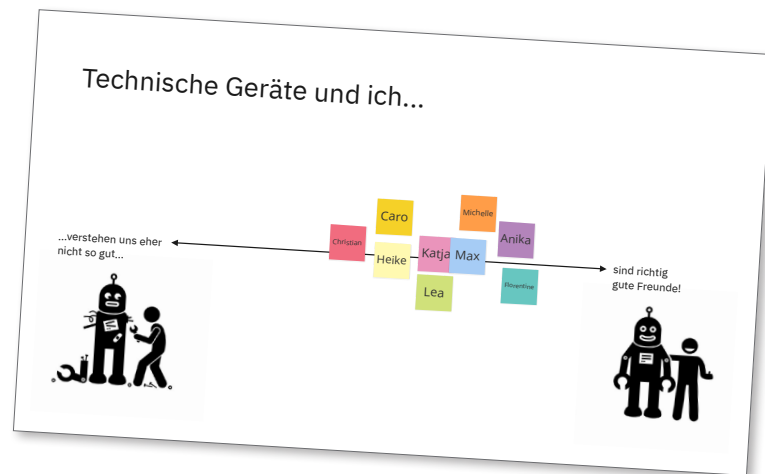 Technische Geräte und ich...
Caro
Michelle
Christian
Anika
Heike
Katja
Max
Lea
Florentine
...verstehen uns eher
nicht so gut...
sind richtig
gute Freunde!